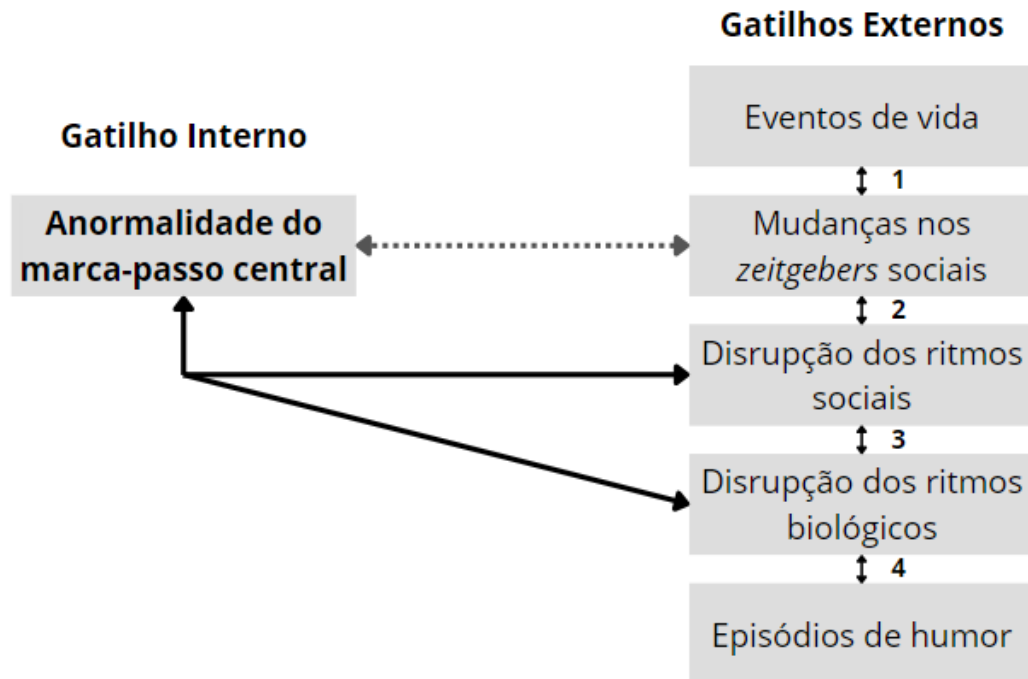 Gatilhos Externos
Eventos de vida
Gatilho Interno
1
Anormalidade do
marca-passo central
Mudanças nos
zeitgebers sociais
2
Disrupção dos ritmos
sociais
3
Disrupção dos ritmos
biológicos
4
Episódios de humor